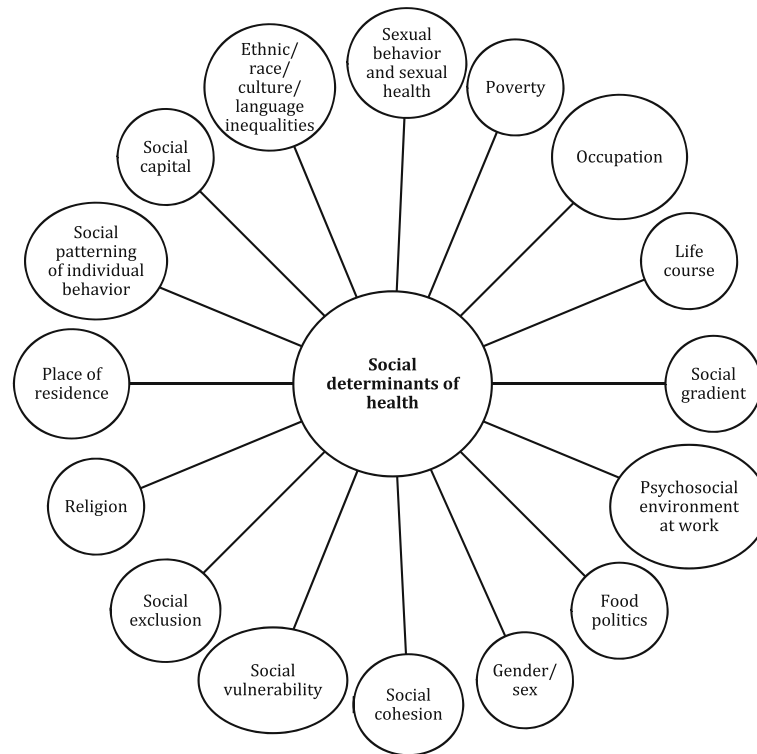 Sexual
behavior
and sexual
health
Poverty
Occupation
Life
course
Social
gradient
Psychosocial
environment
at work
Food
politics
Gender/
sex
Social
cohesion
Social
vulnerability
Social
exclusion
Religion
Place of
residence
Social
patterning
of individual
behavior
Social
capital
Ethnic/
race/
culture/
language
inequalities
Social
determinants of
health